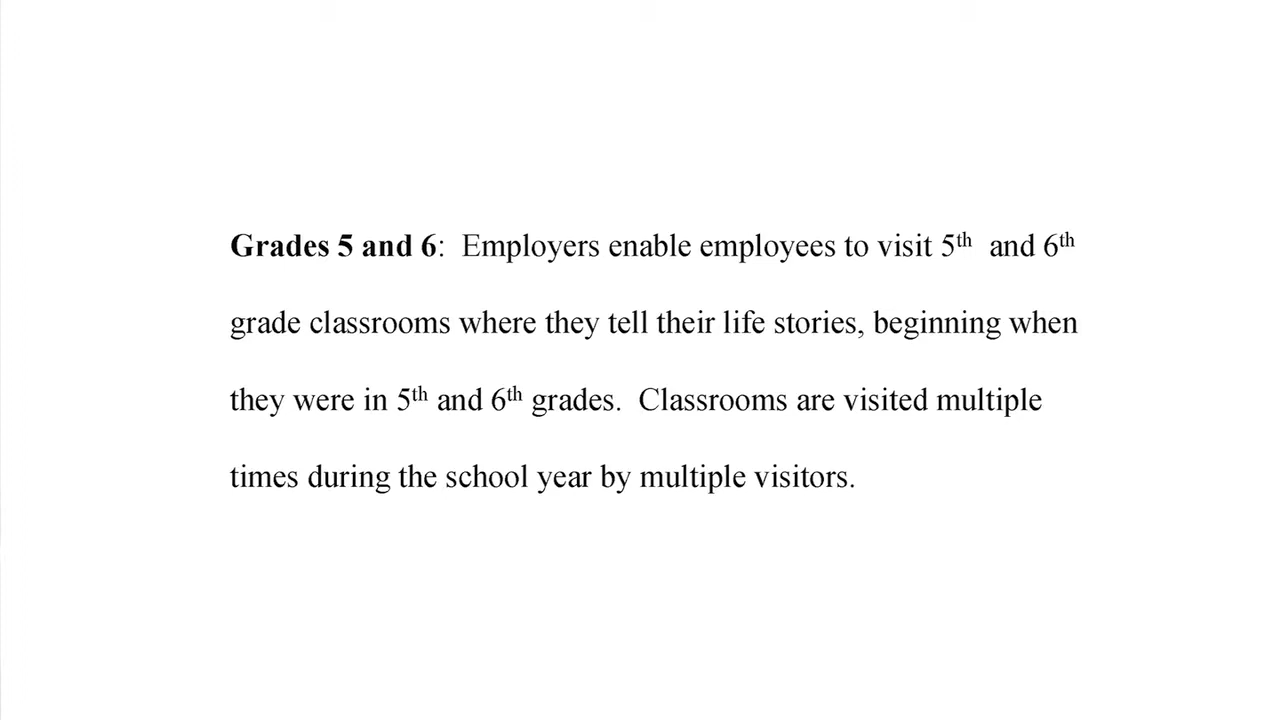 Grades 5 and 6:  Employers enable employees to visit 5th  and 6th
grade classrooms where they tell their life stories, beginning when
they were in 5th and 6th grades.  Classrooms are visited multiple
times during the school year by multiple visitors.